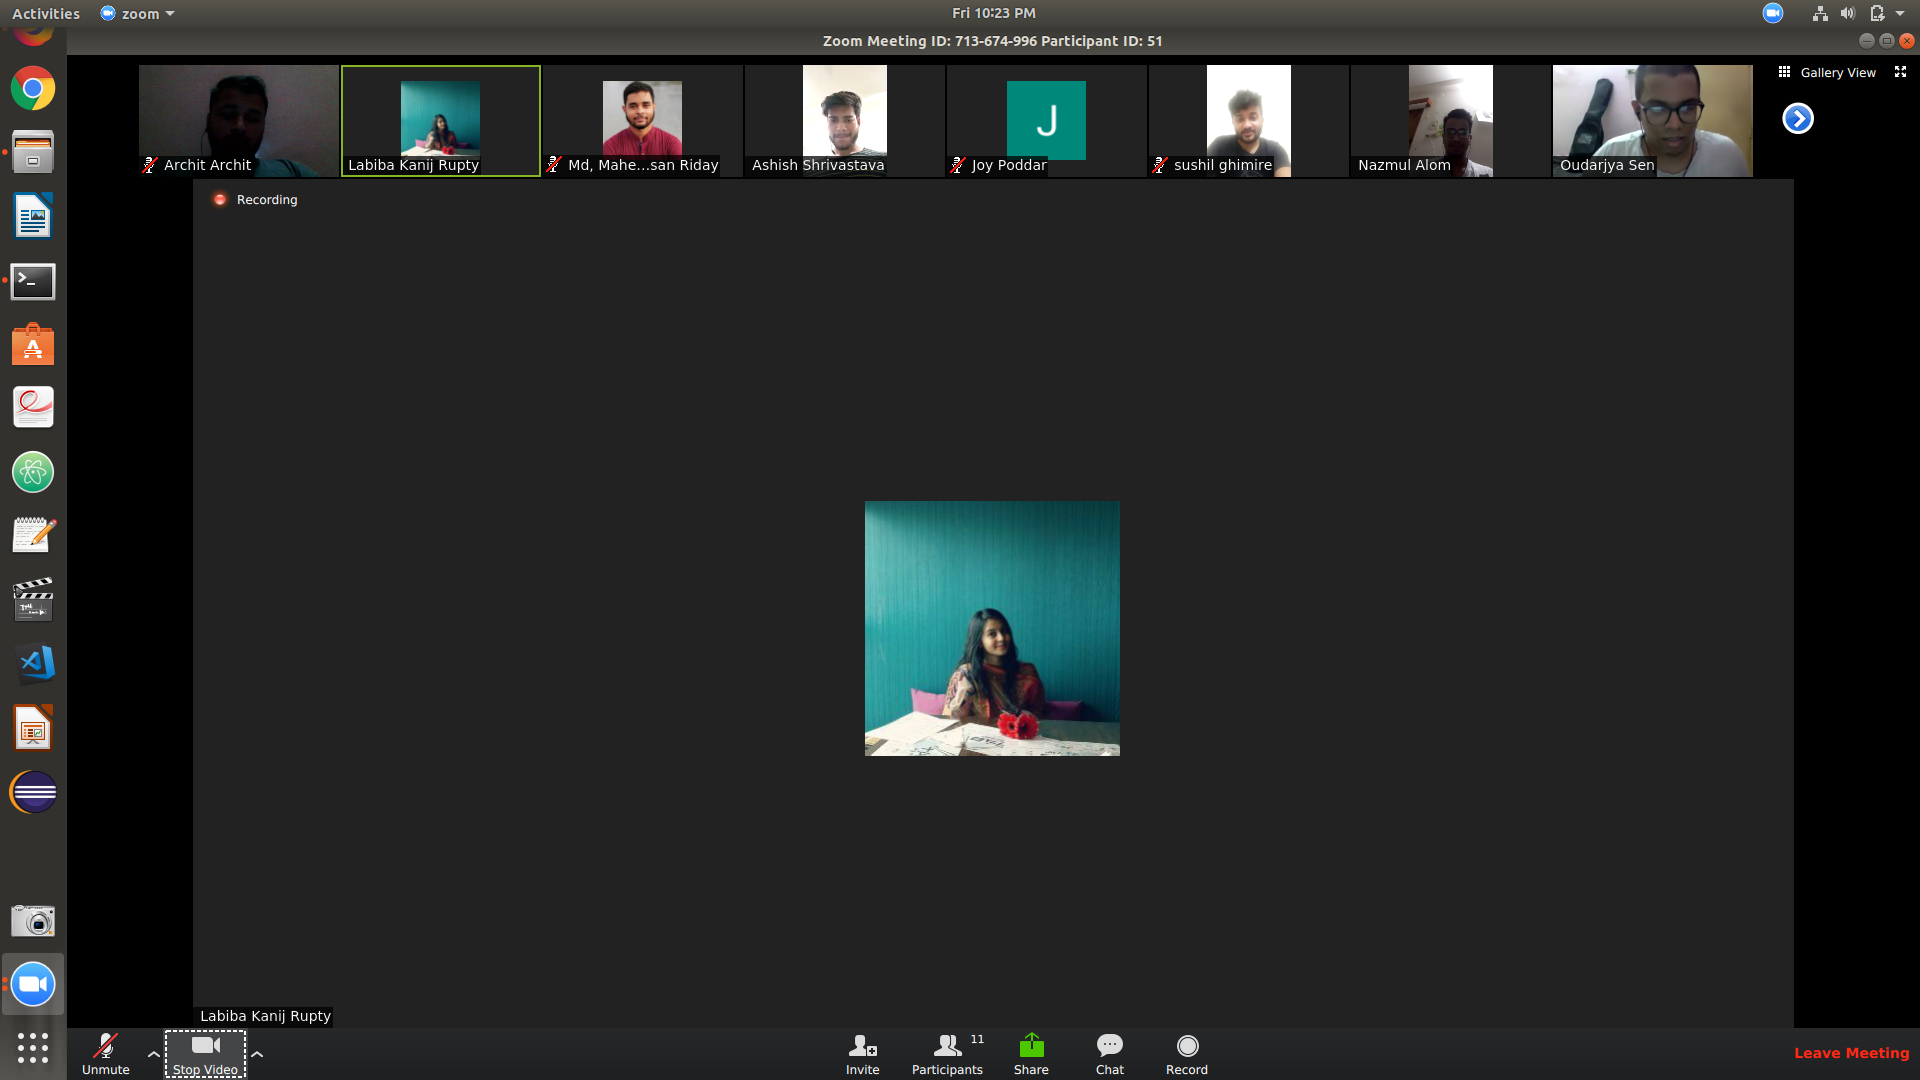 Activities zoom Fri 10:23 PM
Zoom Meeting ID: 713-674-996 Participant ID: 51
Gallery View
J
Archit Archit Labiba Kanij Rupty Md, Mahe...san Riday Ashish Shrivastava Joy Poddar sushil ghimire Nazmul Alom Oudarjya Sen
Recording
Labiba Kanij Rupty
11
Unmute Stop Video Invite Participants Share Chat Record Leave Meeting